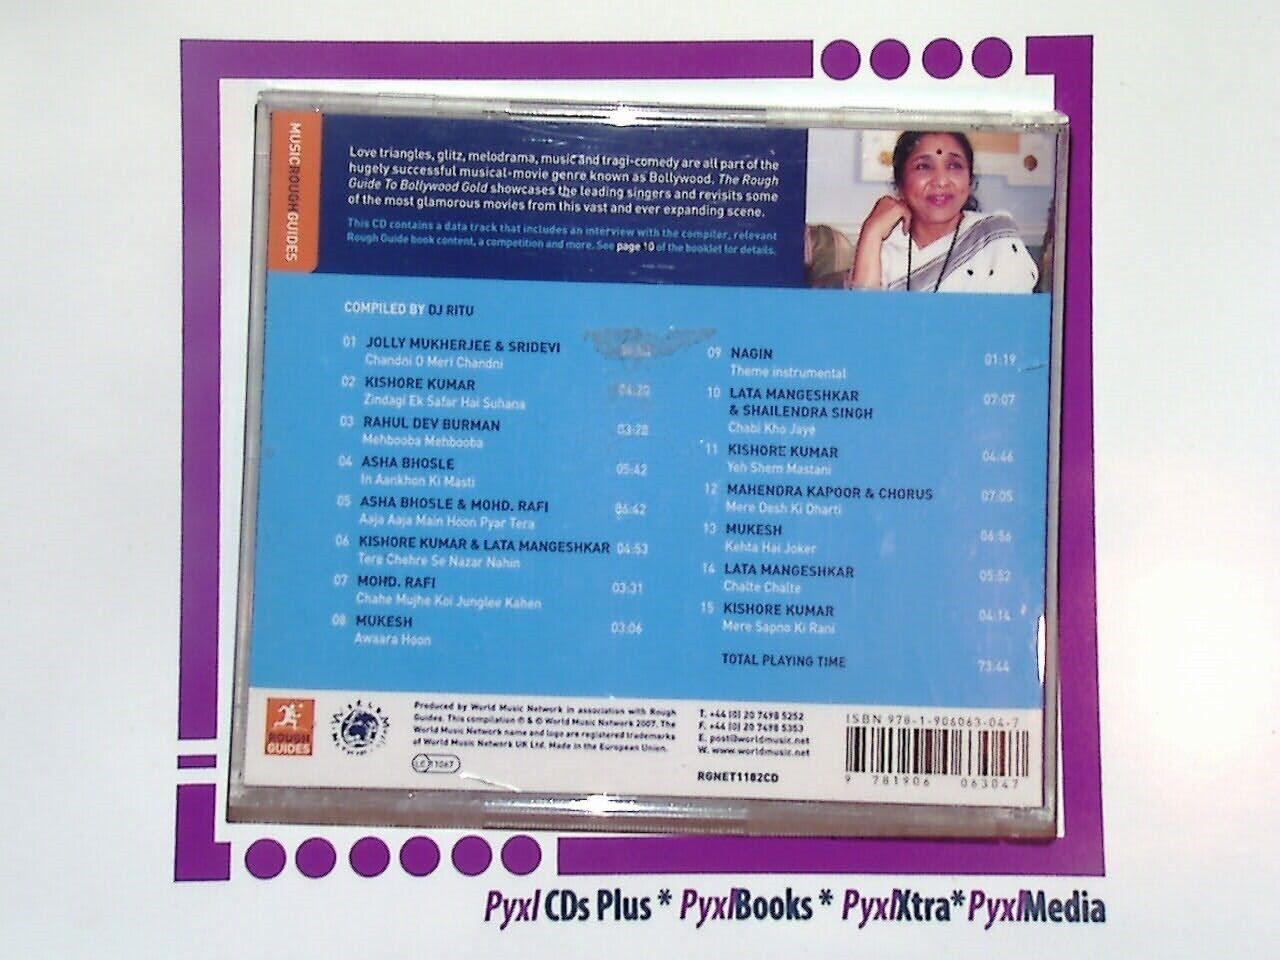 MUSICROUGHGUIDES
Love triangles, glitz, melodrama, music and tragi-comedy are all part of the
hugely successful musical-movie genre known as Bollywood. The Rough
Guide To Bollywood Gold showcases the leading singers and revisits some
of the most glamorous movies from this vast and ever expanding scene.
This CD contains a data track that includes an interview with the compiler, relevant
Rough Guide book content, a competition and more. See page 10 of the booklet for details.
COMPILED BY DJ RITU
01 JOLLY MUKHERJEE & SRIDEVI
Chandni O Meri Chandni
02 KISHORE KUMAR 04:20
Zindagi Ek Safar Hai Suhana
03 RAHUL DEV BURMAN 03:28
Mehbooba Mehbooba
04 ASHA BHOSLE 05:42
In Aankhon Ki Masti
05 ASHA BHOSLE & MOHD. RAFI 06:42
Aaja Aaja Main Hoon Pyar Tera
06 KISHORE KUMAR & LATA MANGESHKAR 04:53
Tere Chehre Se Nazar Nahin
07 MOHD. RAFI 03:31
Chahe Mujhe Koi Junglee Kahen
08 MUKESH 03:06
Awaara Hoon
09 NAGIN 01:19
Theme instrumental
10 LATA MANGESHKAR 07:07
& SHAILENDRA SINGH
Chabi Kho Jaye
11 KISHORE KUMAR 04:46
Yeh Shem Mastani
12 MAHENDRA KAPOOR & CHORUS 07:05
Mere Desh Ki Dharti
13 MUKESH 06:56
Kehta Hai Joker
14 LATA MANGESHKAR 05:52
Chalte Chalte
15 KISHORE KUMAR 04:14
Mere Sapno Ki Rani
TOTAL PLAYING TIME 73:44
ROUGH
GUIDES
Produced by World Music Network in association with Rough
Guides. This compilation ℗ & © World Music Network 2007. The
World Music Network name and logo are registered trademarks
of World Music Network UK Ltd. Made in the European Union.
LC 11067
T. +44 (0) 20 7498 5252
F. +44 (0) 20 7498 5353
E. post@worldmusic.net
W. www.worldmusic.net
RGNET1182CD
ISBN 978-1-906063-04-7
9 781906 063047
Pyxl CDs Plus * PyxlBooks * PyxlXtra* PyxlMedia